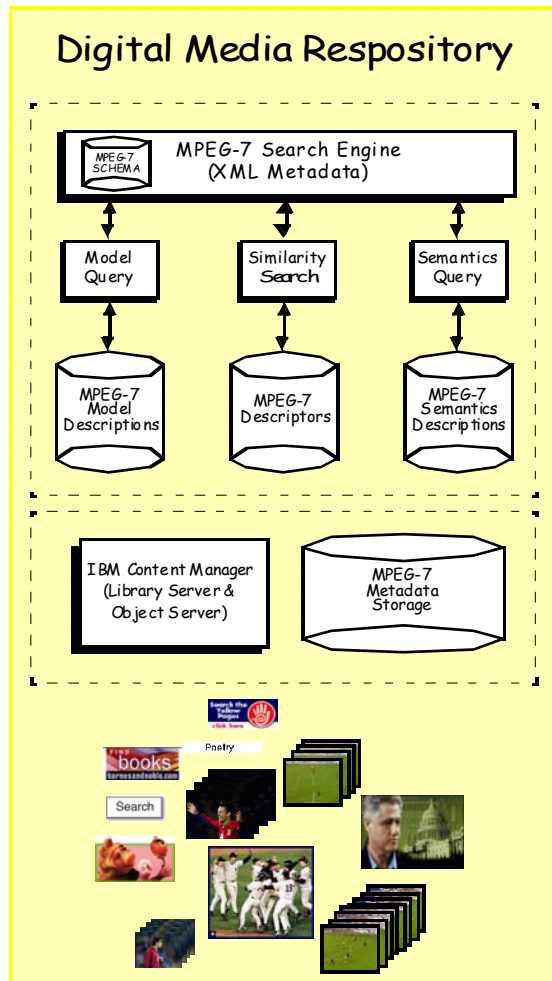 Digital Media Respository
MPEG-7
SCHEMA
MPEG-7 Search Engine
(XML Metadata)
Model
Query
Similarity
Search
Semantics
Query
MPEG-7
Model
Descriptions
MPEG-7
Descriptors
MPEG-7
Semantics
Descriptions
IBM Content Manager
(Library Server &
Object Server)
MPEG-7
Metadata
Storage
Search the
Yellow
Pages
click here
Poetry
FIND
books
barnesandnoble.com
Search